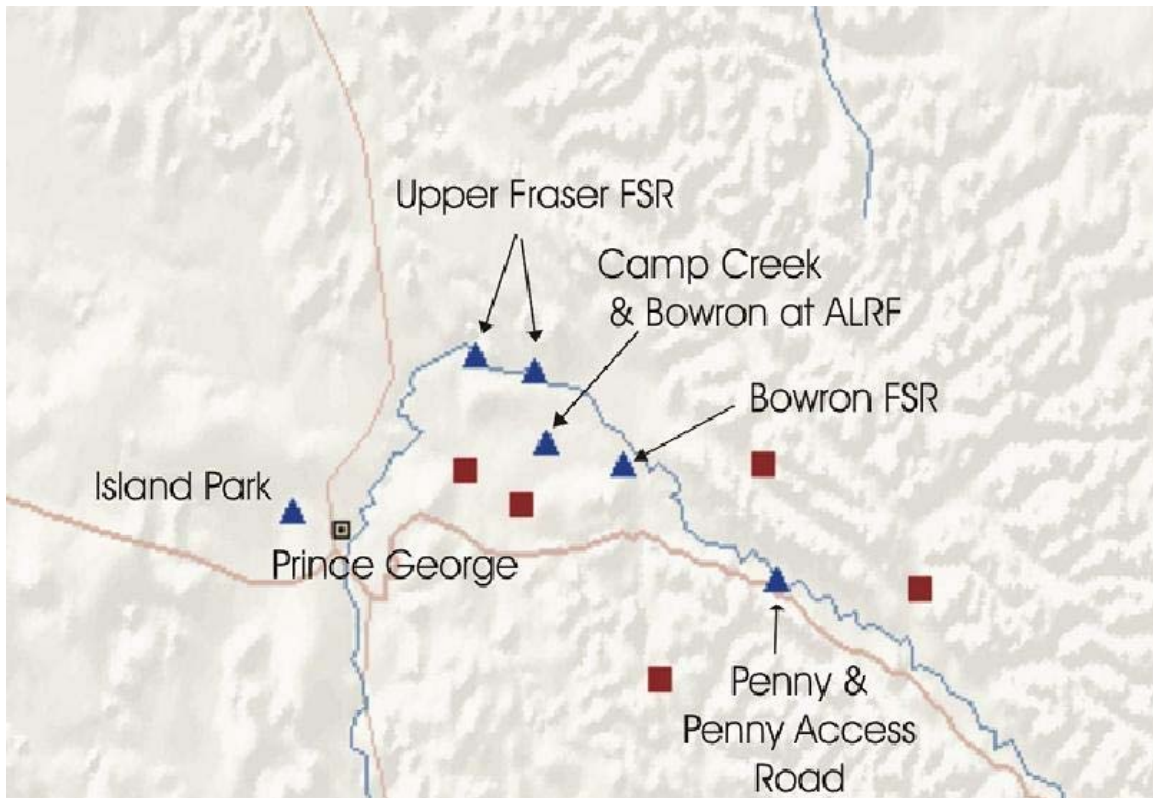 Upper Fraser FSR
Camp Creek
& Bowron at ALRF
Bowron FSR
Island Park
Prince George
Penny &
Penny Access
Road